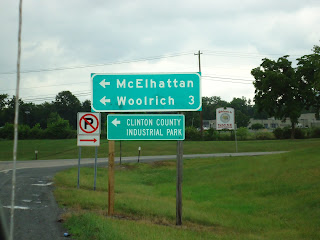 McElhattan
Woolrich 3
CLINTON COUNTY
INDUSTRIAL PARK
P